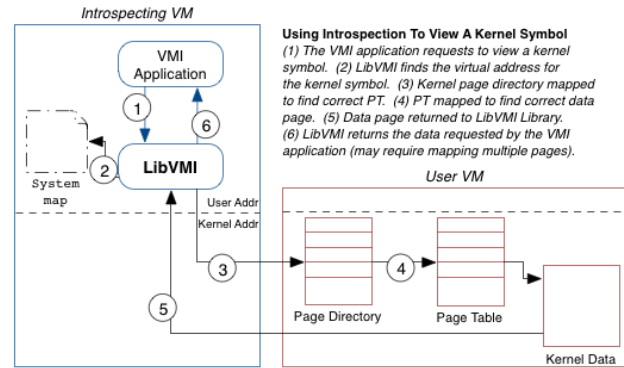 Introspecting VM
Using Introspection To View A Kernel Symbol
(1) The VMI application requests to view a kernel
symbol. (2) LibVMI finds the virtual address for
the kernel symbol. (3) Kernel page directory mapped
to find correct PT. (4) PT mapped to find correct data
page. (5) Data page returned to LibVMI Library.
(6) LibVMI returns the data requested by the VMI
application (may require mapping multiple pages).
VMI
Application
1
6
LibVMI
2
System
map
User Addr
Kernel Addr
User VM
3
4
5
Page Directory
Page Table
Kernel Data